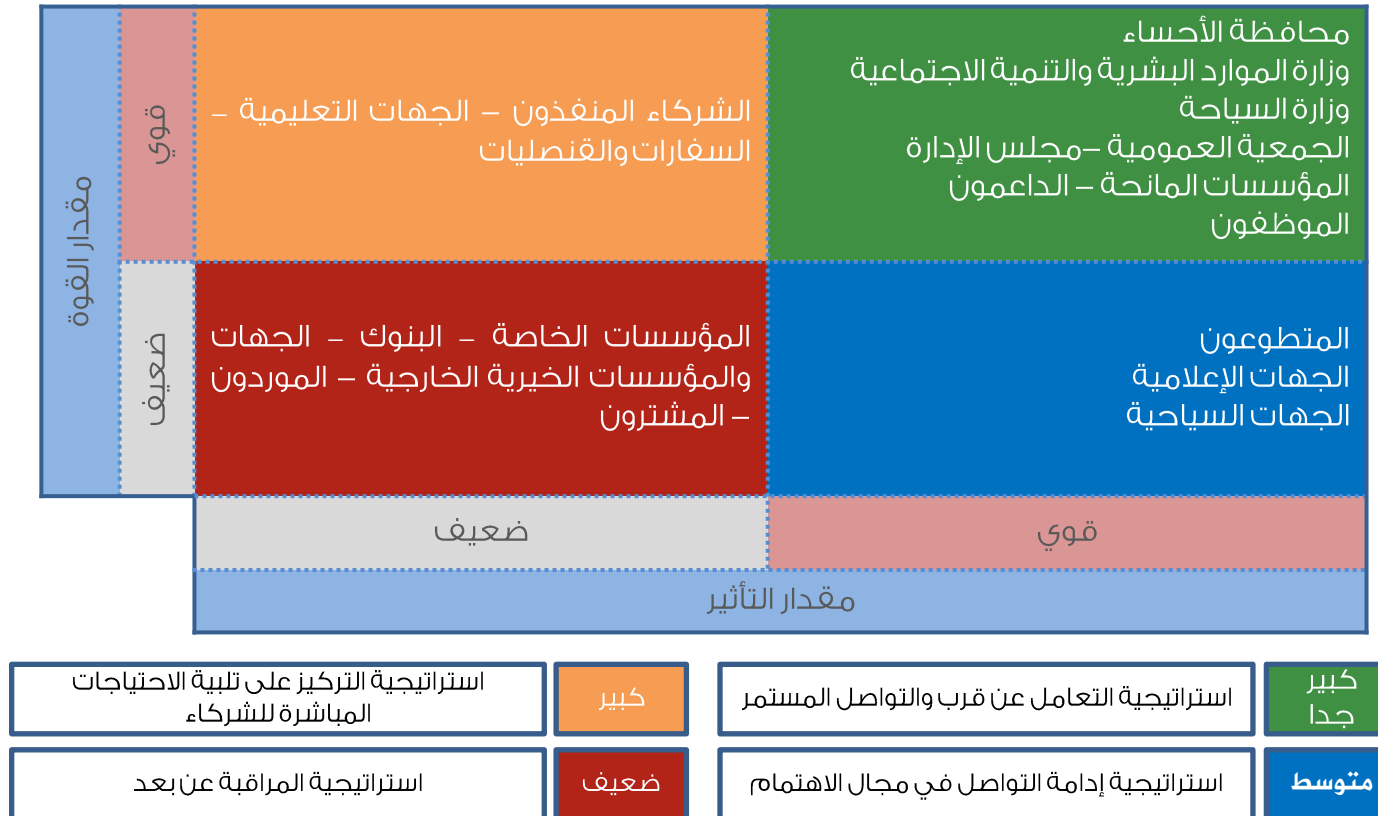 محافظة الأحساء
وزارة الموارد البشرية والتنمية الاجتماعية
وزارة السياحة
الجمعية العمومية –مجلس الإدارة
المؤسسات المانحة – الداعمون
الموظفون
الشركاء المنفذون – الجهات التعليمية –
السفارات والقنصليات
قوي
مقدار القوة
المتطوعون
الجهات الإعلامية
الجهات السياحية
المؤسسات الخاصة – البنوك – الجهات
والمؤسسات الخيرية الخارجية – الموردون
– المشترون
ضعيف
قوي
ضعيف
مقدار التأثير
كبير
جدا
استراتيجية التعامل عن قرب والتواصل المستمر
كبير
استراتيجية التركيز على تلبية الاحتياجات
المباشرة للشركاء
متوسط
استراتيجية إدامة التواصل في مجال الاهتمام
ضعيف
استراتيجية المراقبة عن بعد